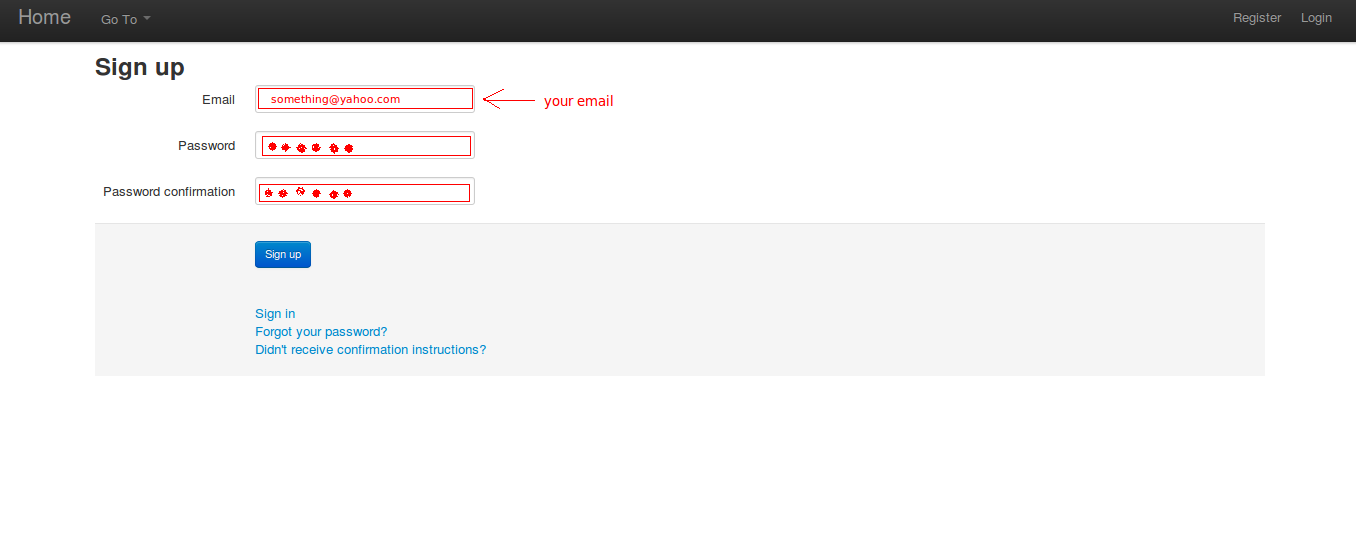 Home Go To Register Login
Sign up
Email something@yahoo.com your email
Password
Password confirmation
Sign up
Sign in
Forgot your password?
Didn't receive confirmation instructions?